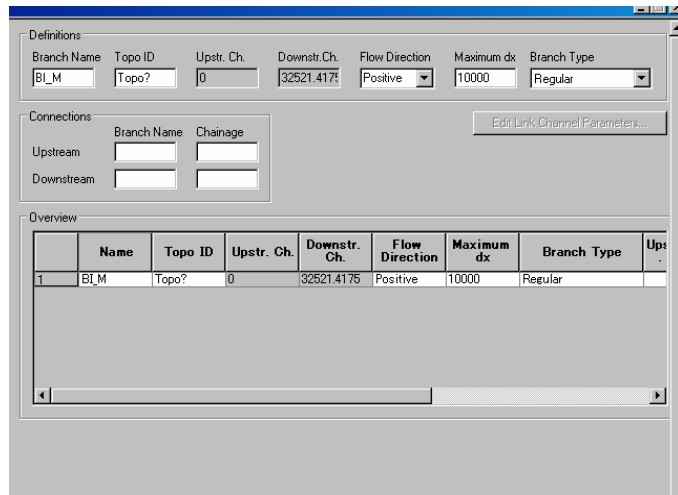 Definitions
Branch Name Topo ID Upstr. Ch. Downstr.Ch. Flow Direction Maximum dx Branch Type
BI_M Topo? 0 32521.4175 Positive 10000 Regular
Connections
Edit Link Channel Parameters...
Branch Name Chainage
Upstream
Downstream
Overview
Name Topo ID Upstr. Ch. Downstr. Ch. Flow Direction Maximum dx Branch Type Ups .
1 BI_M Topo? 0 32521.4175 Positive 10000 Regular